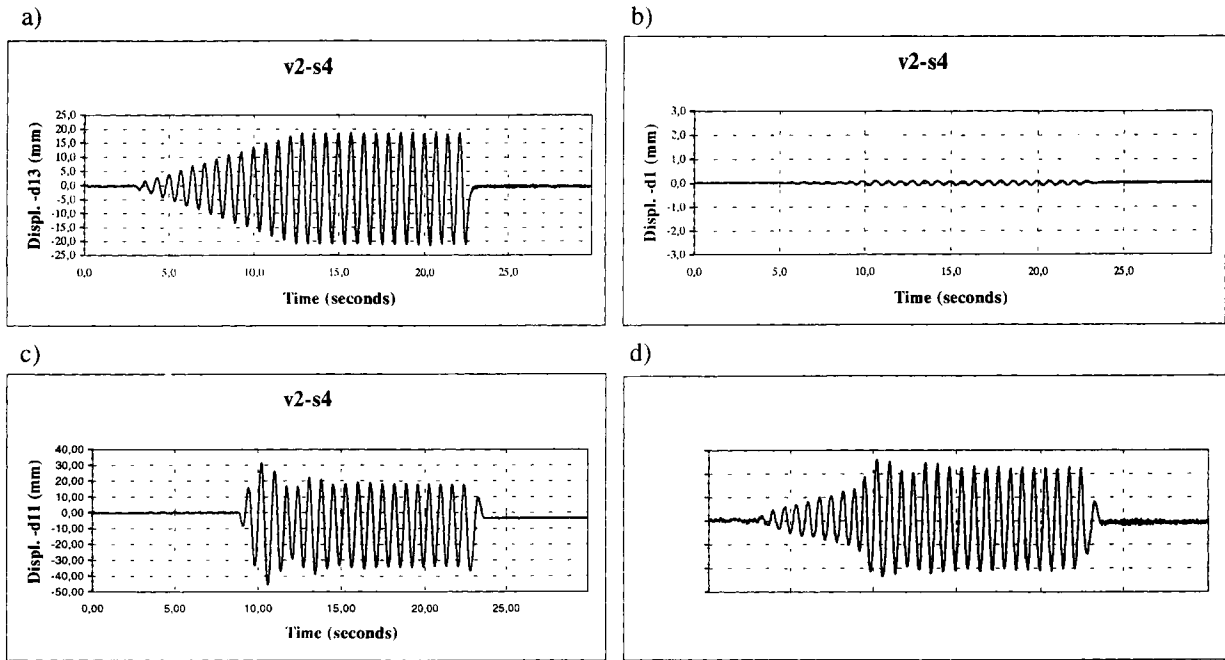 a)
v2-s4
Displ. -d13 (mm)
25,0
20,0
15,0
10,0
5,0
0,0
-5,0
-10,0
-15,0
-20,0
-25,0
0,0 5,0 10,0 15,0 20,0 25,0
Time (seconds)
b)
v2-s4
Displ. -d1 (mm)
3,0
2,0
1,0
0,0
-1,0
-2,0
-3,0
0,0 5,0 10,0 15,0 20,0 25,0
Time (seconds)
c)
v2-s4
Displ. -d11 (mm)
40,00
30,00
20,00
10,00
0,00
-10,00
-20,00
-30,00
-40,00
-50,00
0,00 5,00 10,00 15,00 20,00 25,00
Time (seconds)
d)